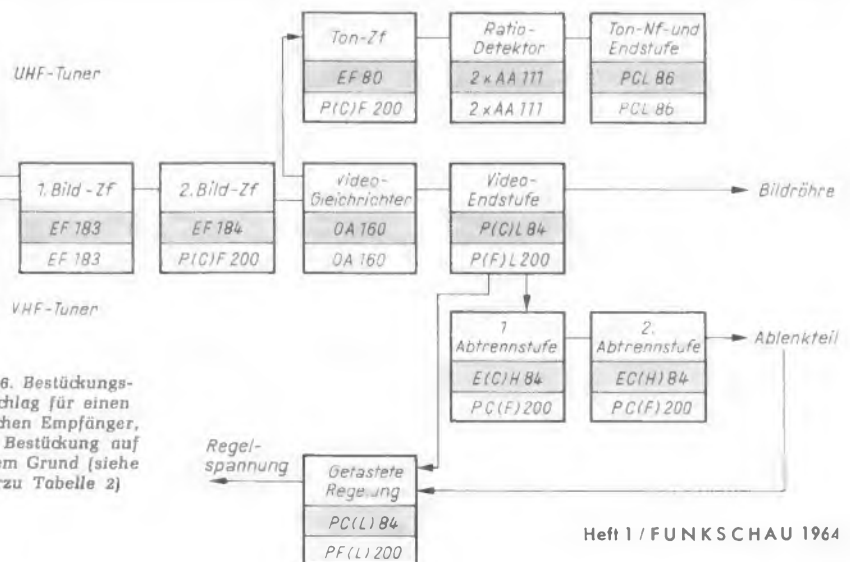 Ton-Zf
EF 80
P(C)F 200
Ratio-
Detektor
2 x AA 111
2 x AA 111
Ton-Nf-und
Endstufe
PCL 86
PCL 86
UHF-Tuner
1. Bild-Zf
EF 183
EF 183
2. Bild-Zf
EF 184
P(C)F 200
Video-
Gleichrichter
OA 160
OA 160
Video-
Endstufe
P(C)L 84
P(F)L 200
Bildröhre
VHF-Tuner
1
Abtrennstufe
E(C)H 84
PC(F) 200
2.
Abtrennstufe
EC(H) 84
PC(F) 200
Ablenkteil
6. Bestückungs-
chlag für einen
chen Empfänger,
Bestückung auf
em Grund (siehe
rzu Tabelle 2)
Regel-
spannung
Getastete
Regelung
PC(L) 84
PF(L) 200
Heft 1 / FUNKSCHAU 1964